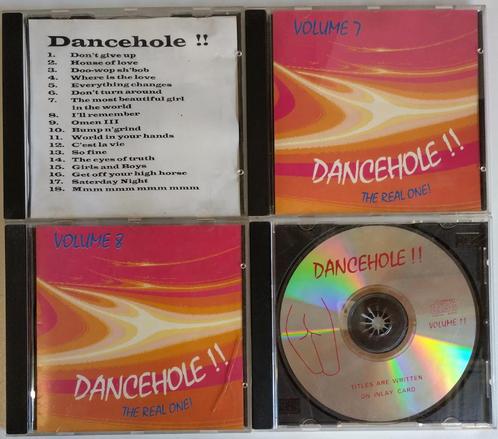 Dancehole !!
1. Don't give up
2. House of love
3. Doo-wop sh'bob
4. Where is the love
5. Everything changes
6. Don't turn around
7. The most beautiful girl
in the world
8. I'll remember
9. Omen III
10. Bump n'grind
11. World in your hands
12. C'est la vie
13. So fine
14. The eyes of truth
15. Girls and Boys
16. Get off your high horse
17. Saterday Night
18. Mmm mmm mmm mmm
VOLUME 7
DANCEHOLE !!
THE REAL ONE!
VOLUME 8
DANCEHOLE !!
THE REAL ONE!
DANCEHOLE !!
VOLUME 11
TITLES ARE WRITTEN
ON INLAY CARD